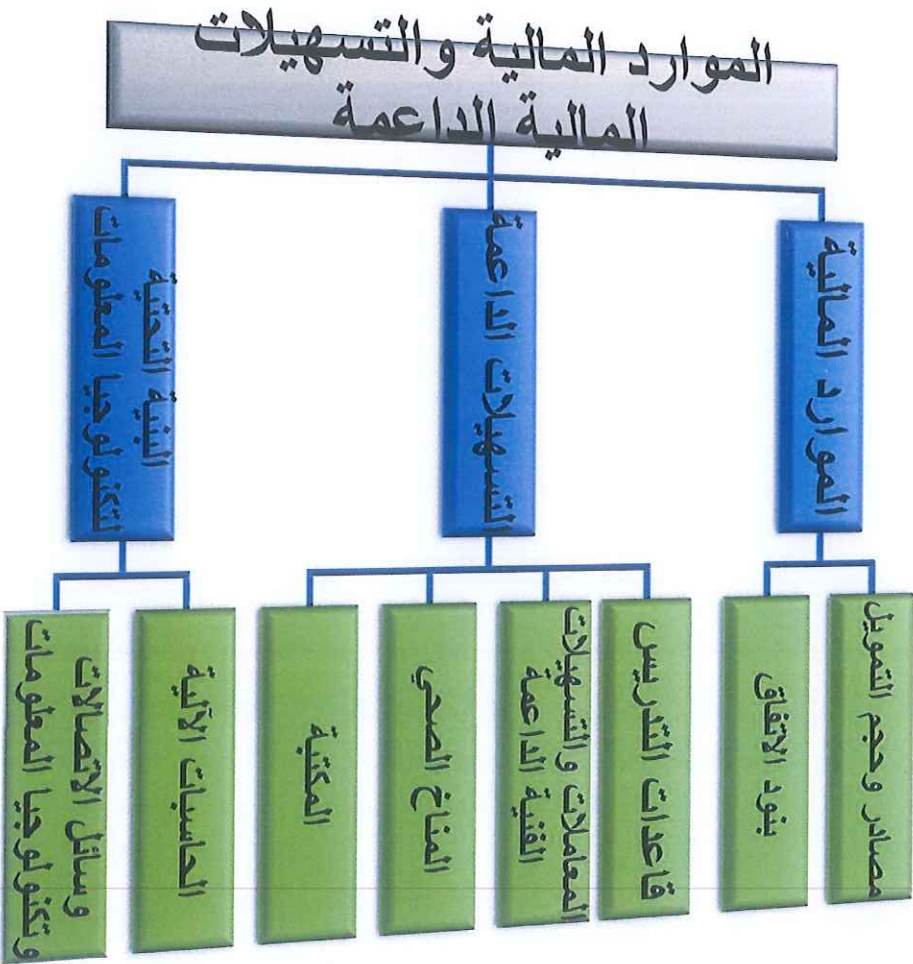 الموارد المالية والتسهيلات
المالية الداعمة
الموارد المالية
التسهيلات الداعمة
البنية التحتية
لتكنولوجيا المعلومات
مصادر وحجم التمويل
بنود الاتفاق
قاعدات التدريس
المعاملات والتسهيلات
الفنية الداعمة
المناخ الصحي
المكتبة
الحاسبات الآلية
وسائل الاتصالات
وتكنولوجيا المعلومات